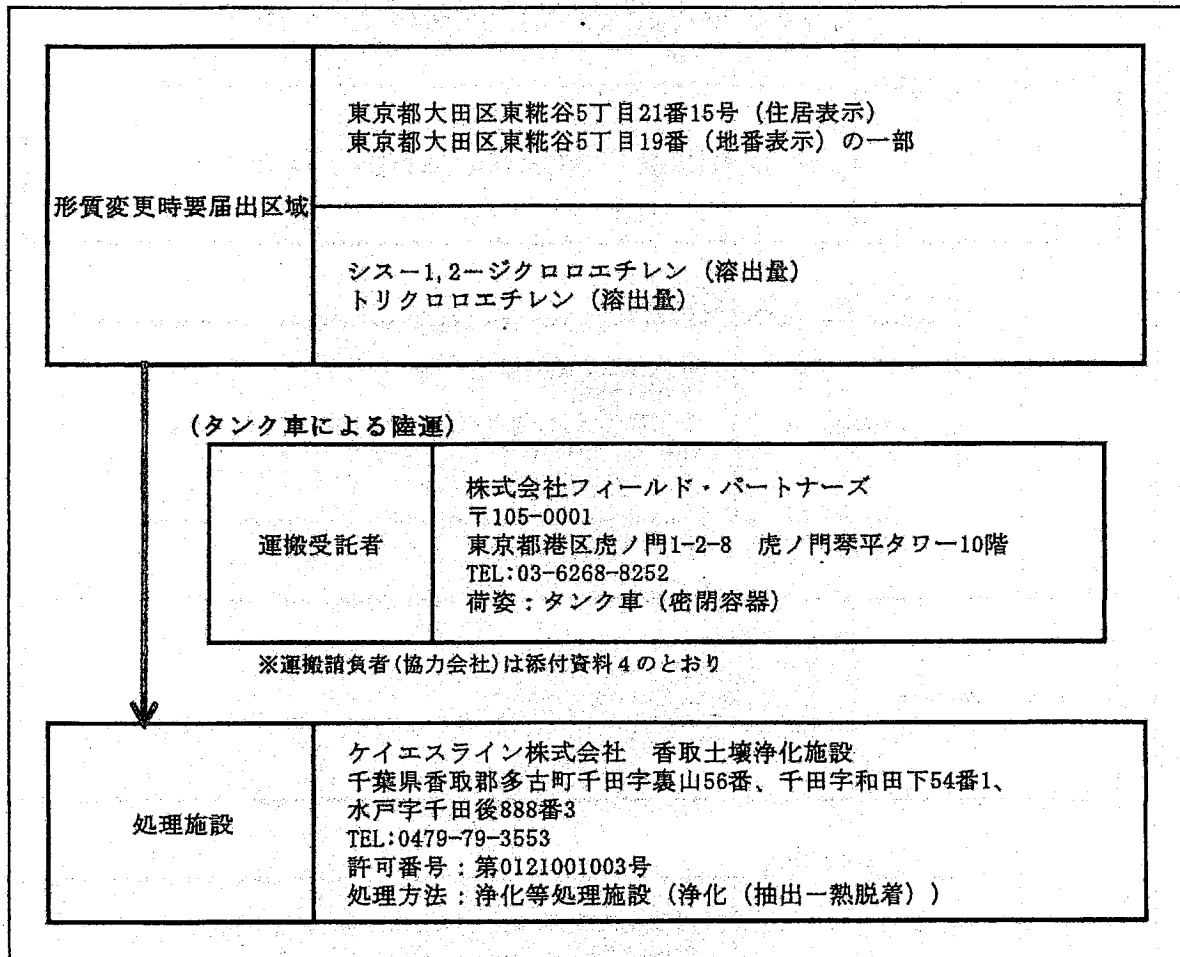 形質変更時要届出区域
東京都大田区東糀谷5丁目21番15号（住居表示）
東京都大田区東糀谷5丁目19番（地番表示）の一部
シス－1,2－ジクロロエチレン（溶出量）
トリクロロエチレン（溶出量）
(タンク車による陸運)
運搬受託者
株式会社フィールド・パートナーズ
〒105-0001
東京都港区虎ノ門1-2-8　虎ノ門琴平タワー10階
TEL:03-6268-8252
荷姿：タンク車（密閉容器）
※運搬請負者(協力会社)は添付資料４のとおり
処理施設
ケイエスライン株式会社　香取土壌浄化施設
千葉県香取郡多古町千田字裏山56番、千田字和田下54番1、
水戸字千田後888番3
TEL:0479-79-3553
許可番号：第0121001003号
処理方法：浄化等処理施設（浄化（抽出－熱脱着））